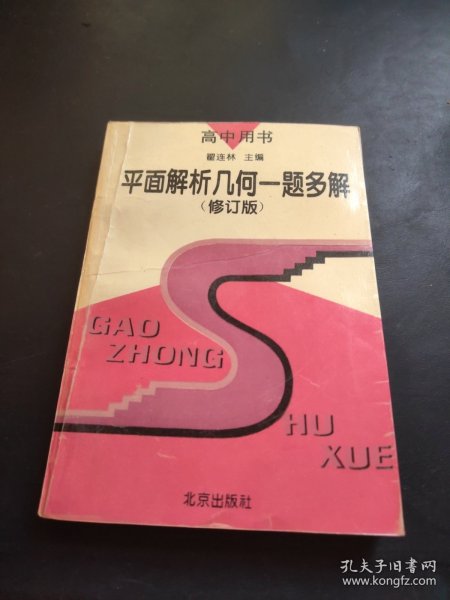 高中用书
翟连林 主编
平面解析几何一题多解
(修订版)
GAO
ZHONG
SHU
XUE
北京出版社
孔夫子旧书网
www.kongfz.com